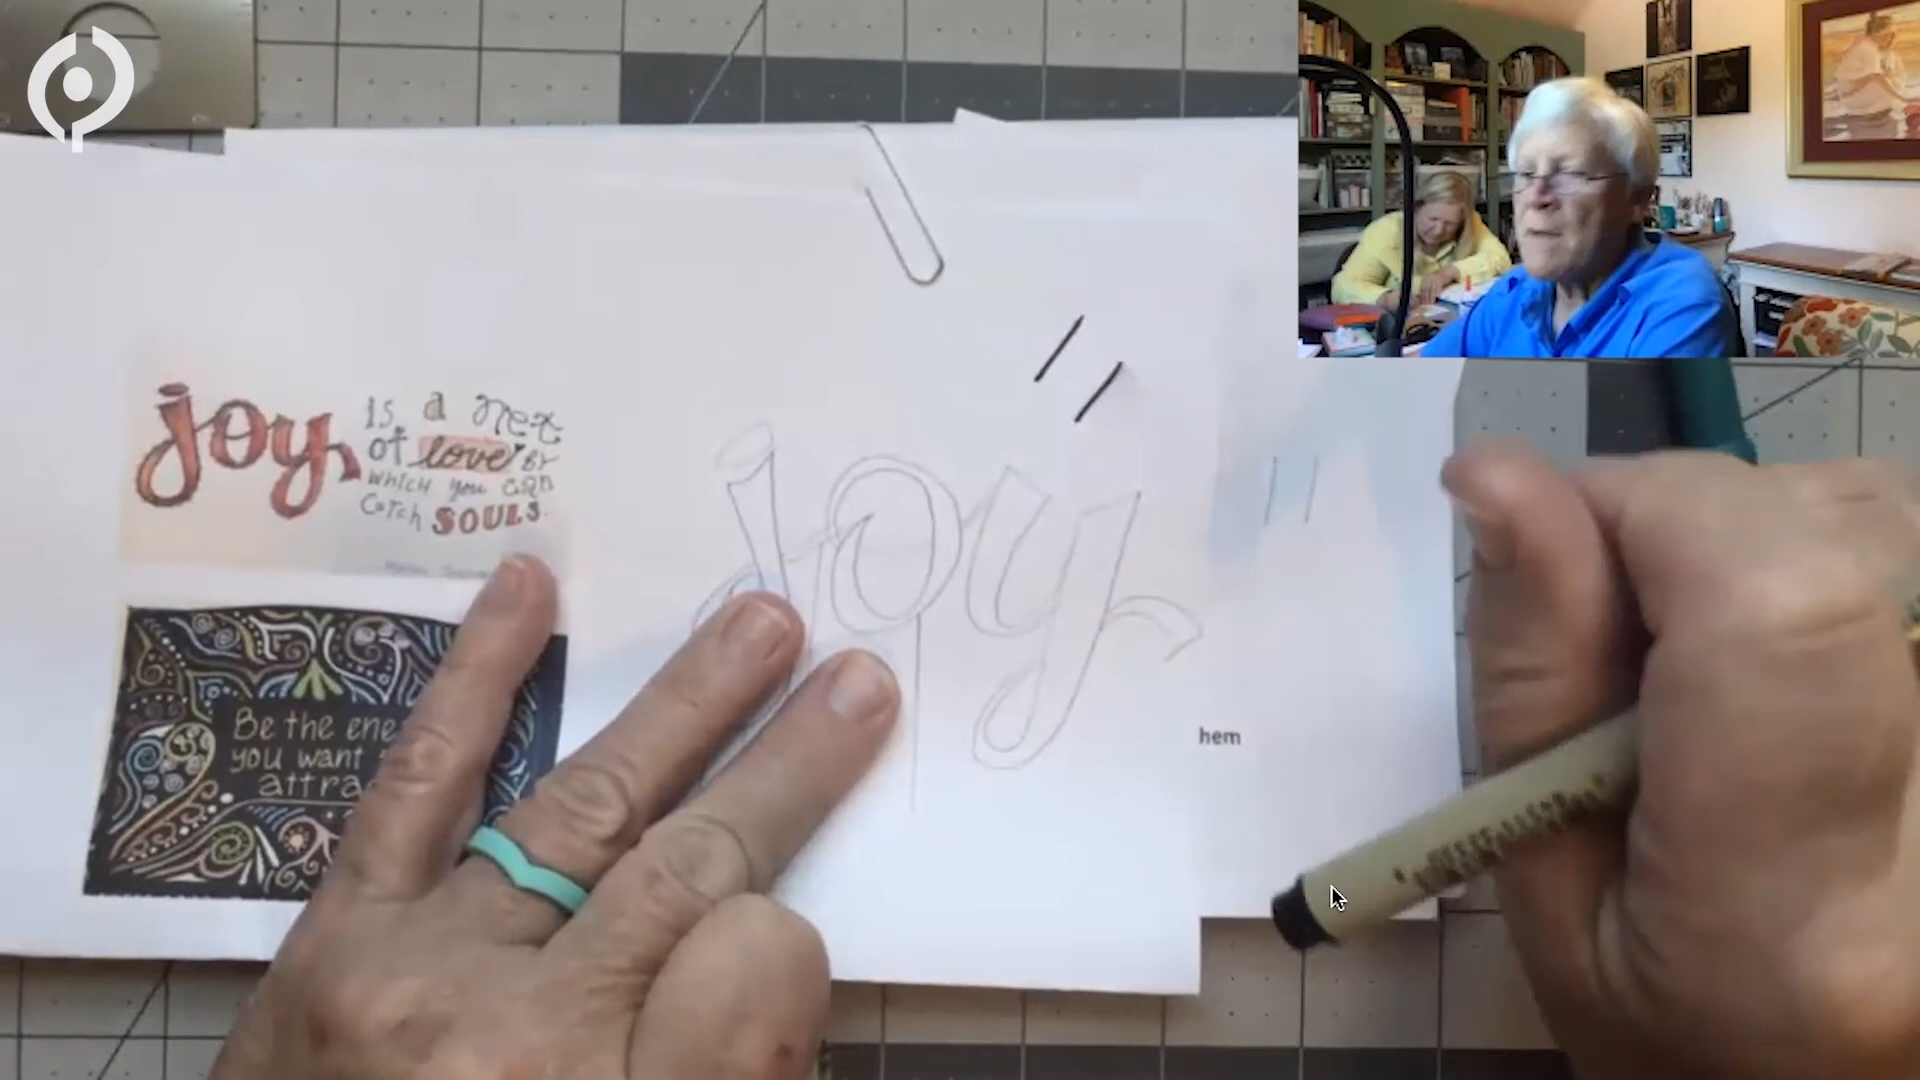 joy is a net
of love by
which you can
catch SOULS.
Be the ene
you want
attra
joy
hem